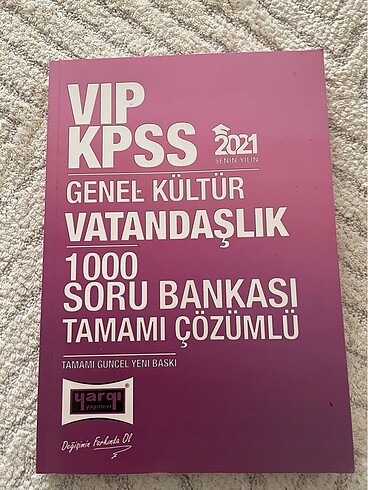 VIP
KPSS
2021
SENİN YILIN
GENEL KÜLTÜR
VATANDAŞLIK
1000
SORU BANKASI
TAMAMI ÇÖZÜMLÜ
TAMAMI GÜNCEL YENİ BASKI
yargı
yayınevi
Değişimin Farkında Ol